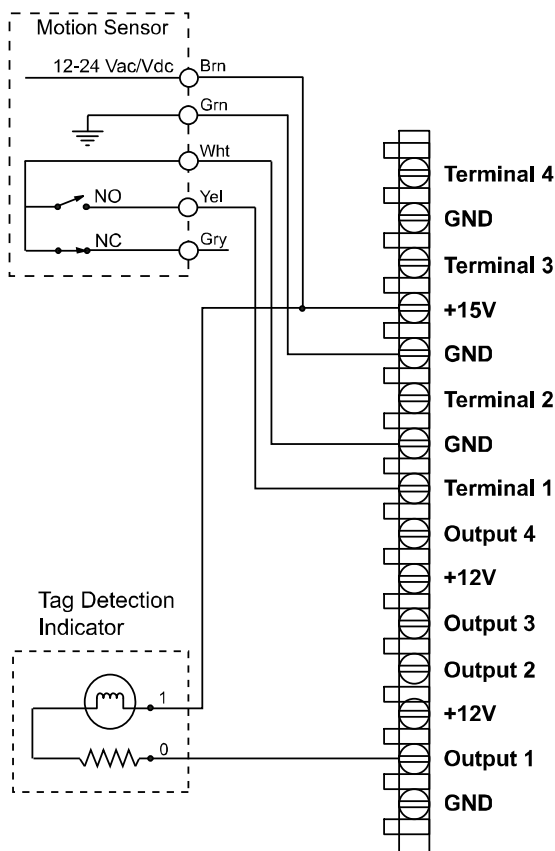 Motion Sensor
12-24 Vac/Vdc
Brn
Grn
Wht
NO
Yel
NC
Gry
Terminal 4
GND
Terminal 3
+15V
GND
Terminal 2
GND
Terminal 1
Output 4
+12V
Output 3
Output 2
+12V
Output 1
GND
Tag Detection
Indicator
1
0